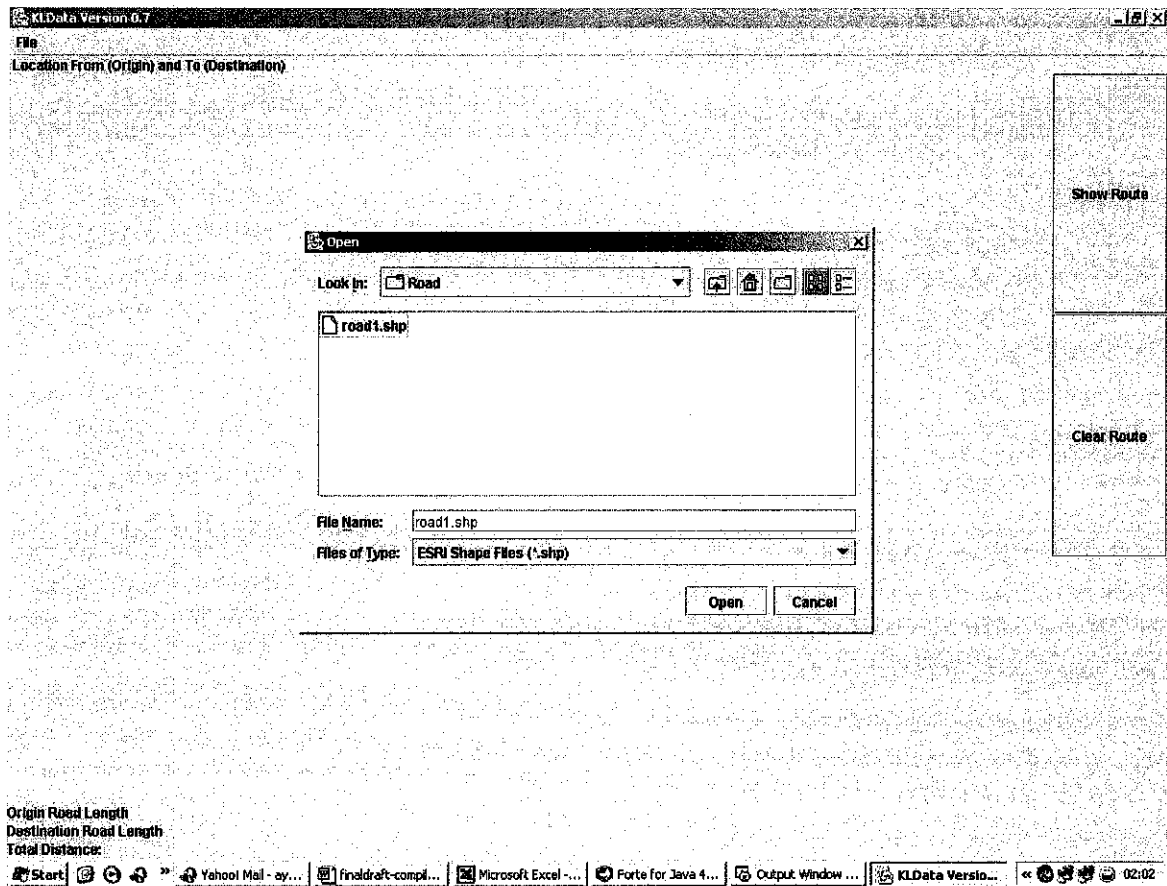 KLData Version 0.7
File
Location From (Origin) and To (Destination)
Show Route
Open
Look In: Road
road1.shp
Clear Route
File Name: road1.shp
Files of Type: ESRI Shape Files (*.shp)
Open Cancel
Origin Road Length
Destination Road Length
Total Distance:
Start » Yahoo! Mail - ay... finaldraft-compil... Microsoft Excel -... Forte for Java 4... Output Window ... KLData Versio... « 02:02